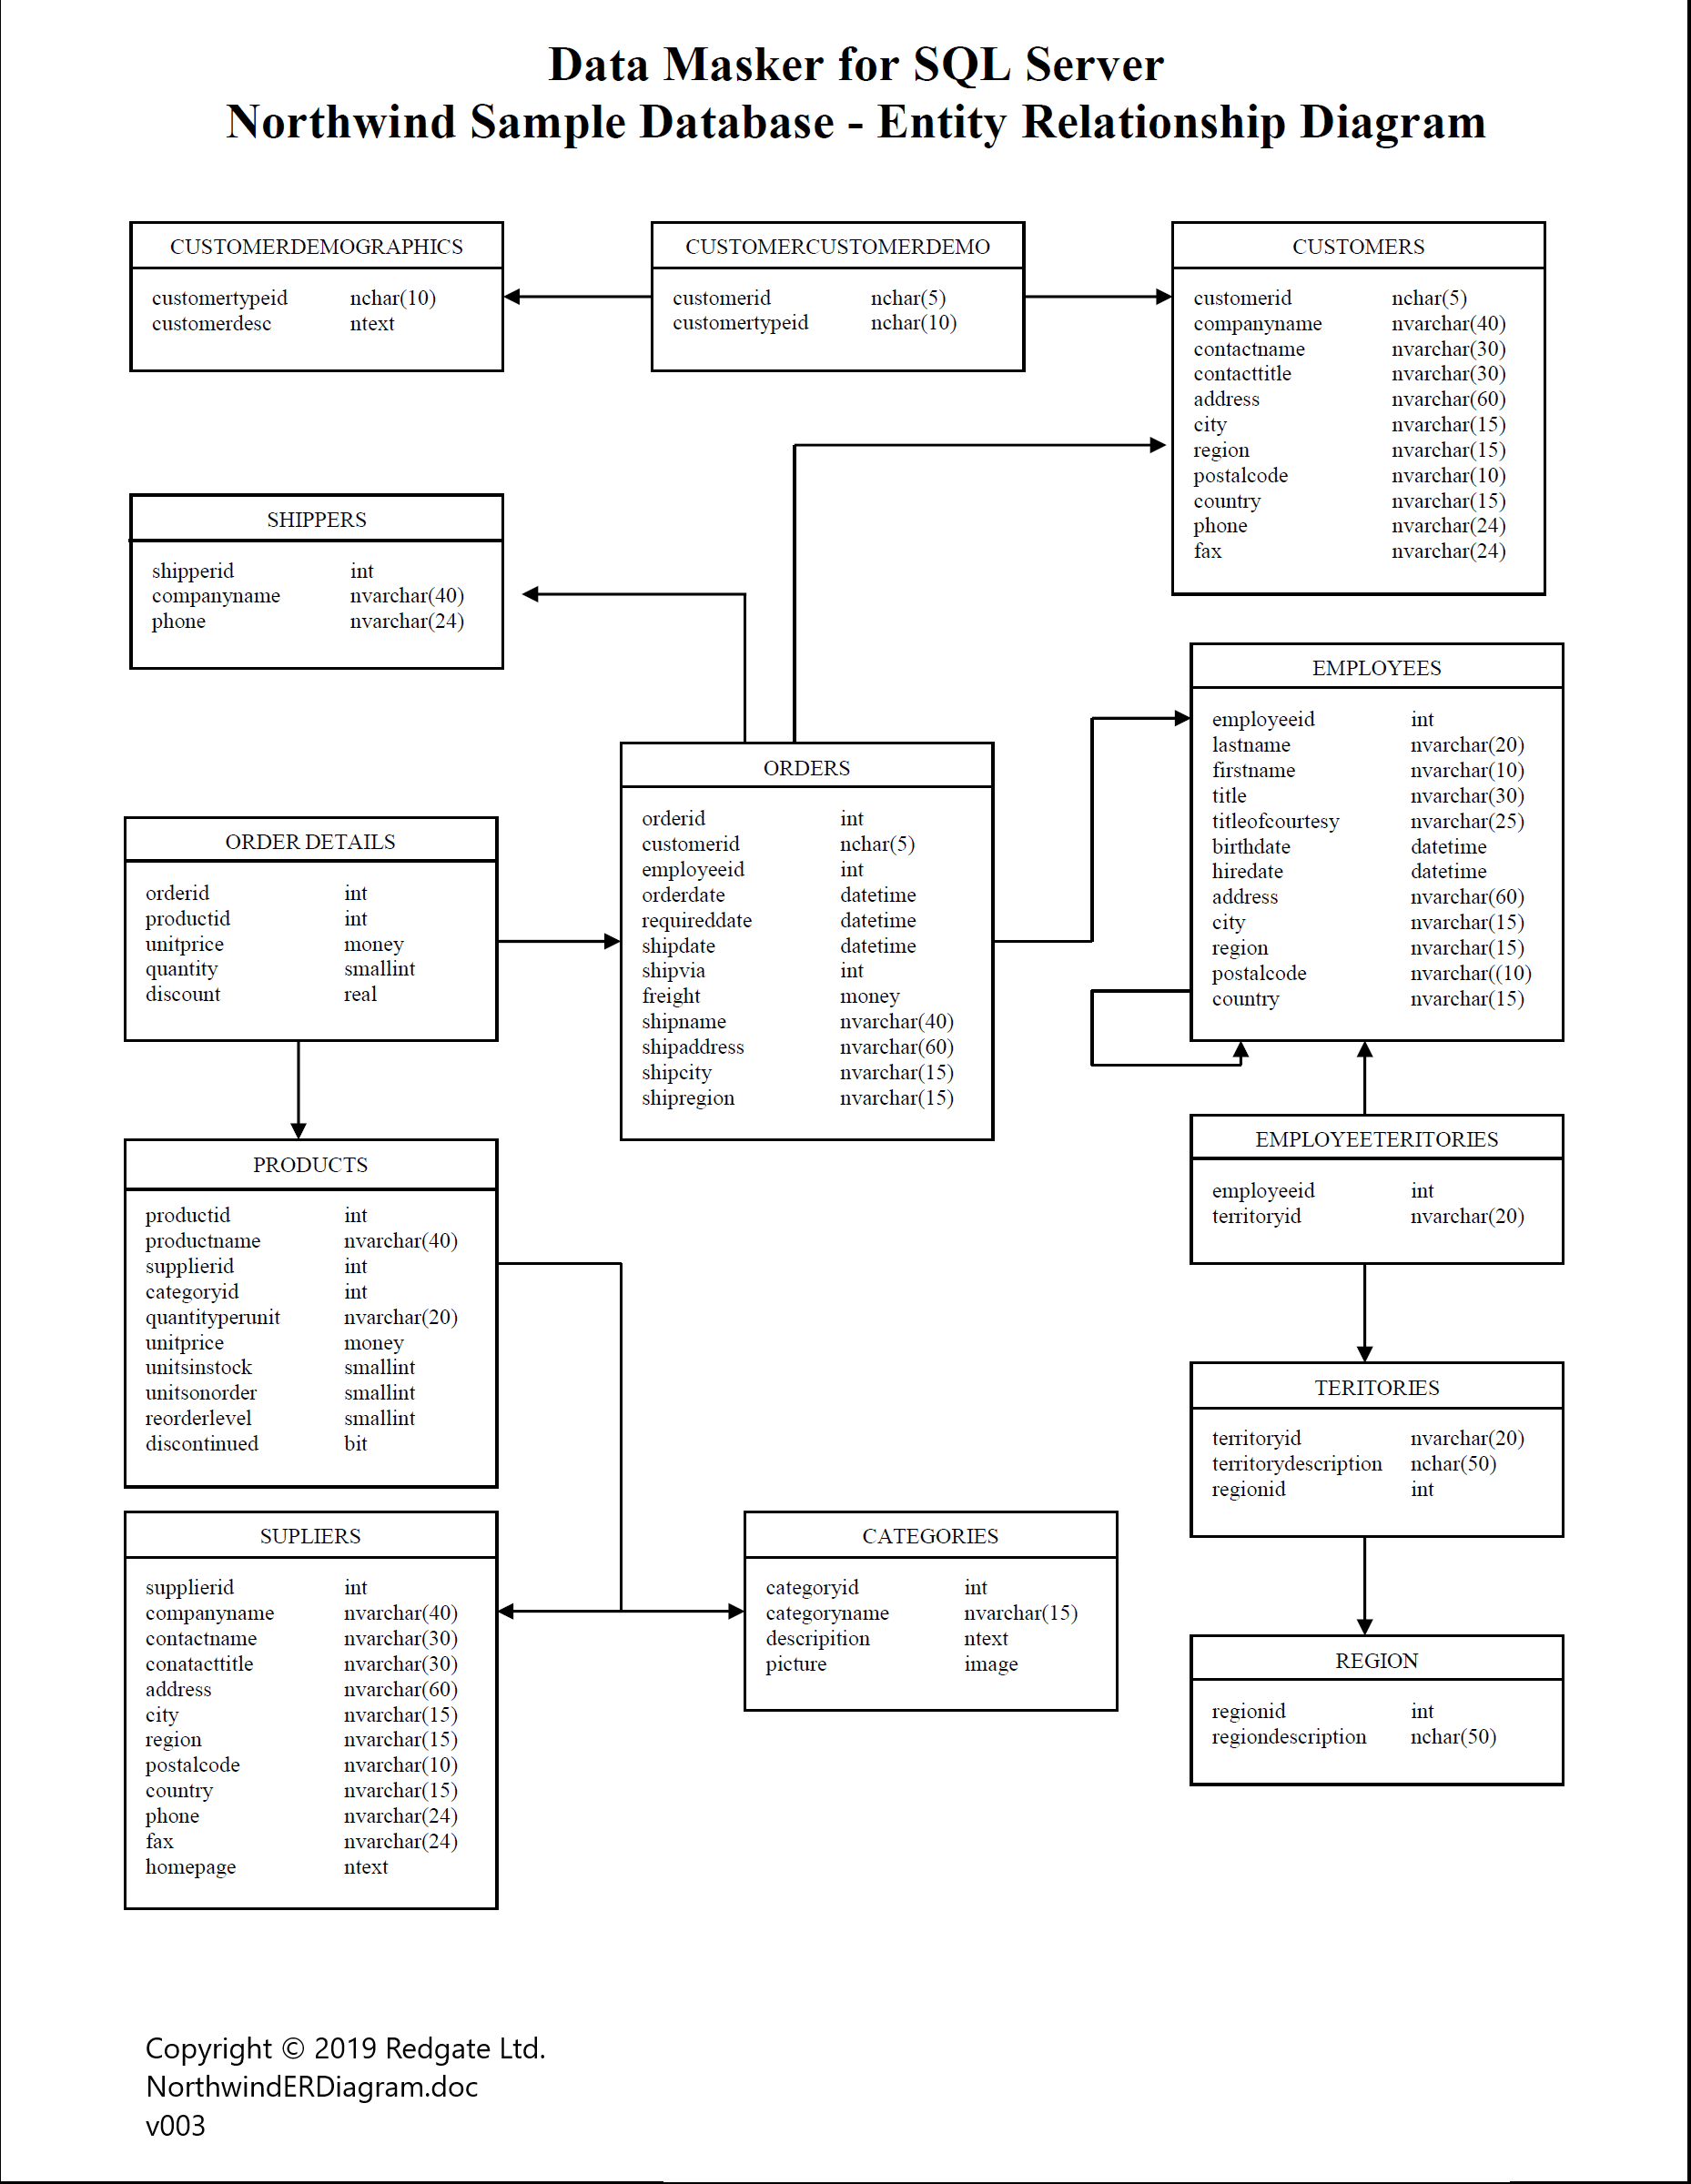 Data Masker for SQL Server
Northwind Sample Database - Entity Relationship Diagram
CUSTOMERDEMOGRAPHICS
customertypeid nchar(10)
customerdesc ntext
CUSTOMERCUSTOMERDEMO
customerid nchar(5)
customertypeid nchar(10)
CUSTOMERS
customerid nchar(5)
companyname nvarchar(40)
contactname nvarchar(30)
contacttitle nvarchar(30)
address nvarchar(60)
city nvarchar(15)
region nvarchar(15)
postalcode nvarchar(10)
country nvarchar(15)
phone nvarchar(24)
fax nvarchar(24)
SHIPPERS
shipperid int
companyname nvarchar(40)
phone nvarchar(24)
EMPLOYEES
employeeid int
lastname nvarchar(20)
firstname nvarchar(10)
title nvarchar(30)
titleofcourtesy nvarchar(25)
birthdate datetime
hiredate datetime
address nvarchar(60)
city nvarchar(15)
region nvarchar(15)
postalcode nvarchar((10)
country nvarchar(15)
ORDERS
orderid int
customerid nchar(5)
employeeid int
orderdate datetime
requireddate datetime
shipdate datetime
shipvia int
freight money
shipname nvarchar(40)
shipaddress nvarchar(60)
shipcity nvarchar(15)
shipregion nvarchar(15)
ORDER DETAILS
orderid int
productid int
unitprice money
quantity smallint
discount real
EMPLOYEETERITORIES
employeeid int
territoryid nvarchar(20)
PRODUCTS
productid int
productname nvarchar(40)
supplierid int
categoryid int
quantityperunit nvarchar(20)
unitprice money
unitsinstock smallint
unitsonorder smallint
reorderlevel smallint
discontinued bit
TERITORIES
territoryid nvarchar(20)
territorydescription nchar(50)
regionid int
SUPLIERS
supplierid int
companyname nvarchar(40)
contactname nvarchar(30)
conatacttitle nvarchar(30)
address nvarchar(60)
city nvarchar(15)
region nvarchar(15)
postalcode nvarchar(10)
country nvarchar(15)
phone nvarchar(24)
fax nvarchar(24)
homepage ntext
CATEGORIES
categoryid int
categoryname nvarchar(15)
descripition ntext
picture image
REGION
regionid int
regiondescription nchar(50)
Copyright © 2019 Redgate Ltd.
NorthwindERDiagram.doc
v003